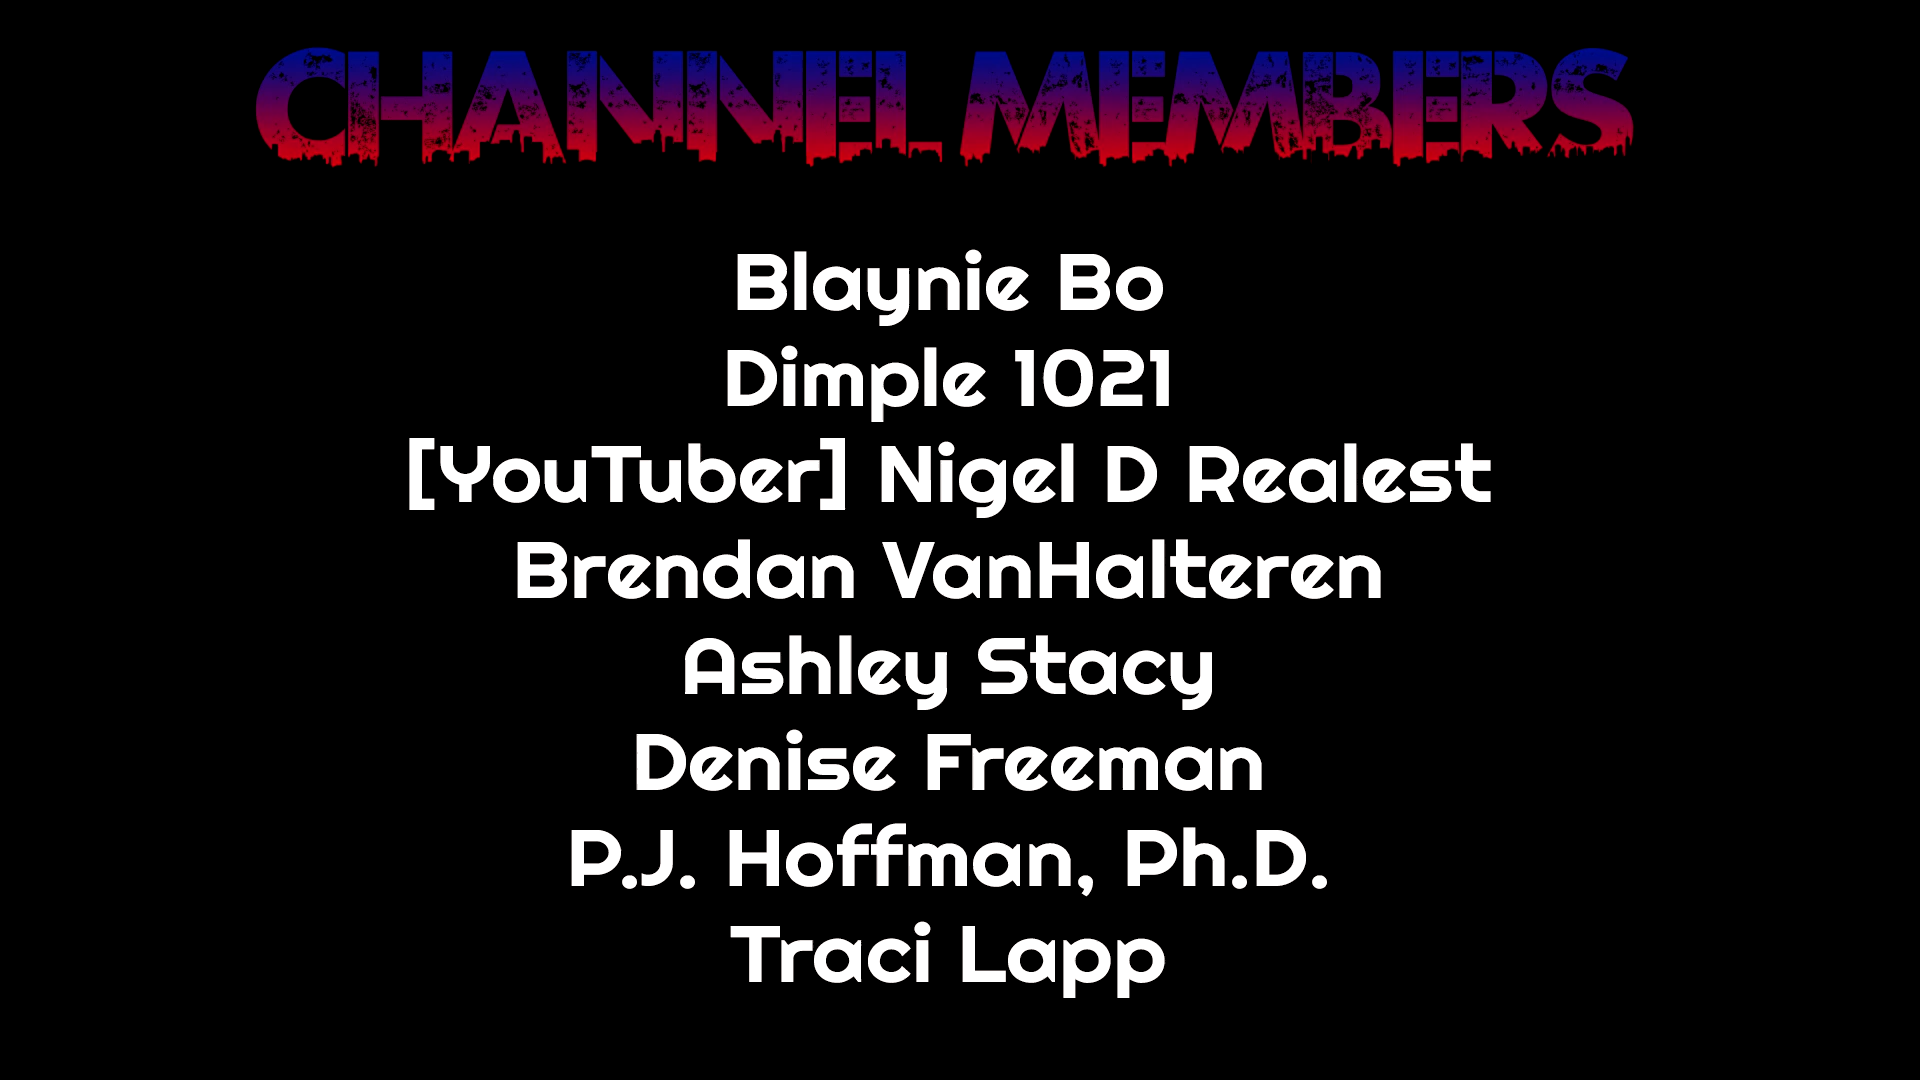 CHANNEL MEMBERS
Blaynie Bo
Dimple 1021
[YouTuber] Nigel D Realest
Brendan VanHalteren
Ashley Stacy
Denise Freeman
P.J. Hoffman, Ph.D.
Traci Lapp